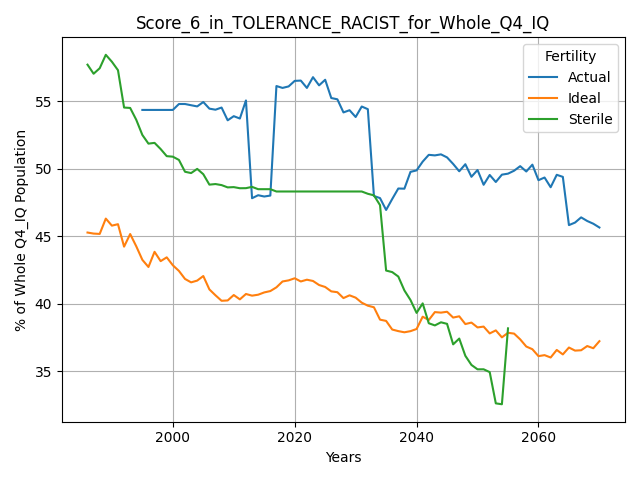 Score_6_in_TOLERANCE_RACIST_for_Whole_Q4_IQ
Fertility
Actual
Ideal
Sterile
% of Whole Q4_IQ Population
55
50
45
40
35
2000 2020 2040 2060
Years